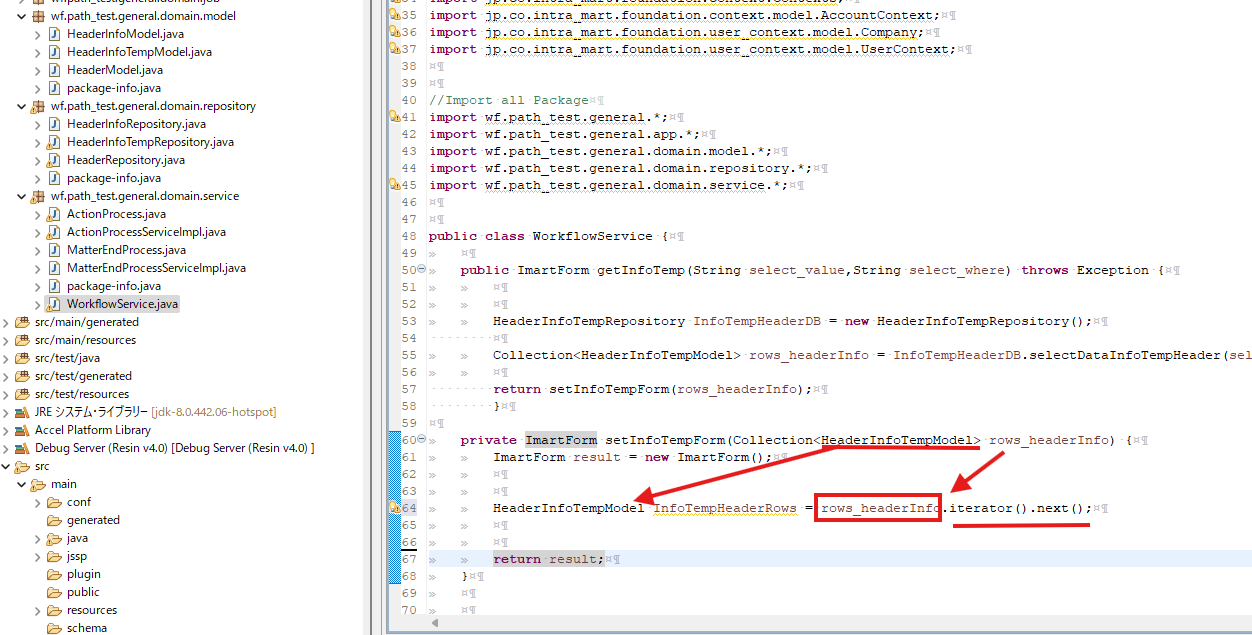 wf.path_test.general.domain.model
HeaderInfoModel.java
HeaderInfoTempModel.java
HeaderModel.java
package-info.java
wf.path_test.general.domain.repository
HeaderInfoRepository.java
HeaderInfoTempRepository.java
HeaderRepository.java
package-info.java
wf.path_test.general.domain.service
ActionProcess.java
ActionProcessServiceImpl.java
MatterEndProcess.java
MatterEndProcessServiceImpl.java
package-info.java
WorkflowService.java
src/main/generated
src/main/resources
src/test/java
src/test/generated
src/test/resources
JRE システム・ライブラリー [jdk-8.0.442.06-hotspot]
Accel Platform Library
Debug Server (Resin v4.0) [Debug Server (Resin v4.0) ]
src
main
conf
generated
java
jssp
plugin
public
resources
schema
35 import jp.co.intra_mart.foundation.context.model.AccountContext;
36 import jp.co.intra_mart.foundation.user_context.model.Company;
37 import jp.co.intra_mart.foundation.user_context.model.UserContext;
38
39
40 //Import all Package
41 import wf.path_test.general.*;
42 import wf.path_test.general.app.*;
43 import wf.path_test.general.domain.model.*;
44 import wf.path_test.general.domain.repository.*;
45 import wf.path_test.general.domain.service.*;
46
47
48 public class WorkflowService {
49
50 public ImartForm getInfoTemp(String select_value,String select_where) throws Exception {
51
52
53 HeaderInfoTempRepository InfoTempHeaderDB = new HeaderInfoTempRepository();
54
55 Collection<HeaderInfoTempModel> rows_headerInfo = InfoTempHeaderDB.selectDataInfoTempHeader(sel
56
57 return setInfoTempForm(rows_headerInfo);
58 }
59
60 private ImartForm setInfoTempForm(Collection<HeaderInfoTempModel> rows_headerInfo) {
61 ImartForm result = new ImartForm();
62
63
64 HeaderInfoTempModel InfoTempHeaderRows = rows_headerInfo.iterator().next();
65
66
67 return result;
68 }
69
70